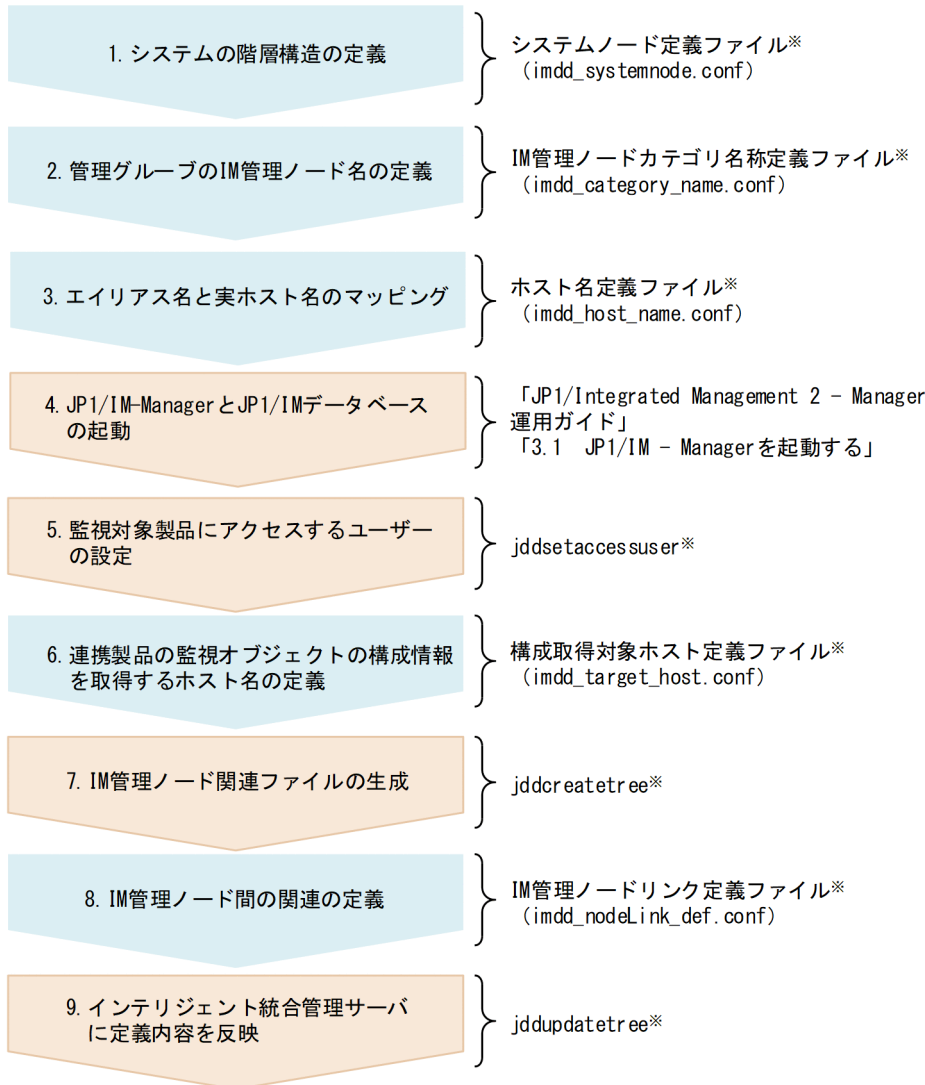 1. システムの階層構造の定義
システムノード定義ファイル※
（imdd_systemnode.conf）
2. 管理グループのIM管理ノード名の定義
IM管理ノードカテゴリ名称定義ファイル※
（imdd_category_name.conf）
3. エイリアス名と実ホスト名のマッピング
ホスト名定義ファイル※
（imdd_host_name.conf）
4. JP1/IM-ManagerとJP1/IMデータベース
の起動
「JP1/Integrated Management 2 - Manager
運用ガイド」
「3.1　JP1/IM - Managerを起動する」
5. 監視対象製品にアクセスするユーザー
の設定
jddsetaccessuser※
6. 連携製品の監視オブジェクトの構成情報
を取得するホスト名の定義
構成取得対象ホスト定義ファイル※
（imdd_target_host.conf）
7. IM管理ノード関連ファイルの生成
jddcreatetree※
8. IM管理ノード間の関連の定義
IM管理ノードリンク定義ファイル※
（imdd_nodeLink_def.conf）
9. インテリジェント統合管理サーバ
に定義内容を反映
jddupdatetree※